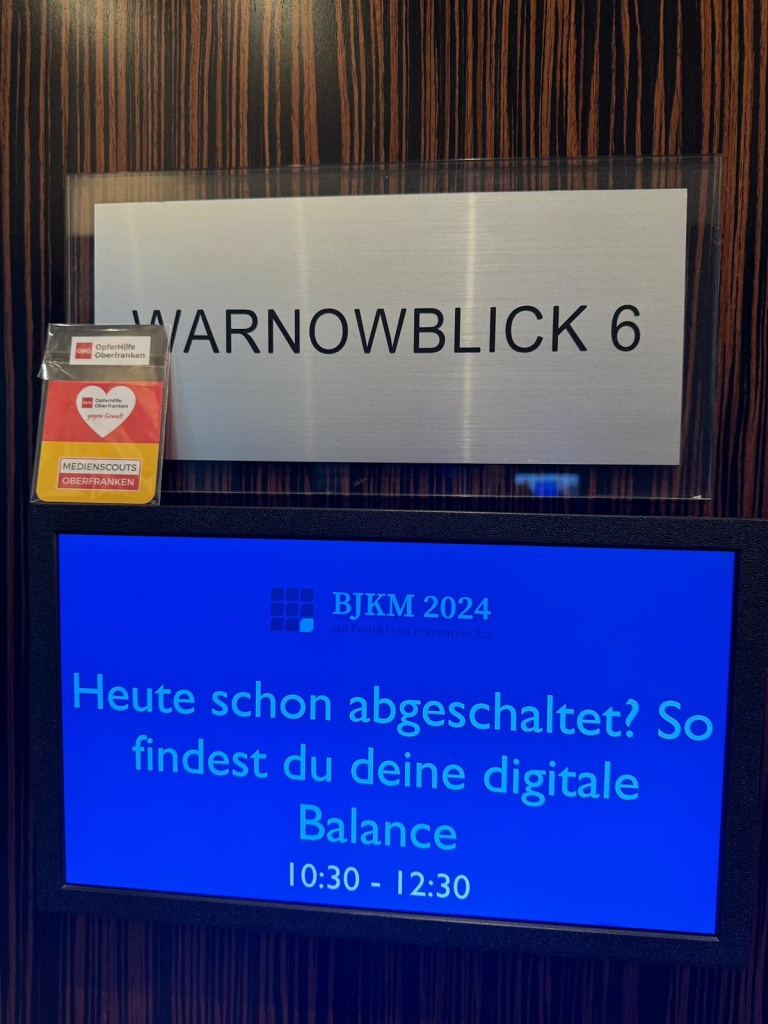 WARNOWBLICK 6
OHO OpferHilfe
Oberfranken
OpferHilfe
Oberfranken
gegen Gewalt
MEDIENSCOUTS
OBERFRANKEN
BJKM 2024
ein Projekt von Prävention 2.0
Heute schon abgeschaltet? So
findest du deine digitale
Balance
10:30 - 12:30